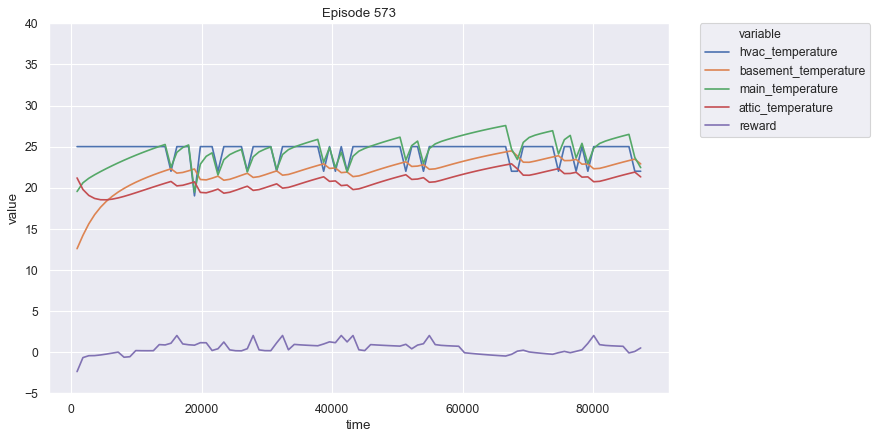 Episode 573
variable
hvac_temperature
basement_temperature
main_temperature
attic_temperature
reward
value
40
35
30
25
20
15
10
5
0
−5
0 20000 40000 60000 80000
time